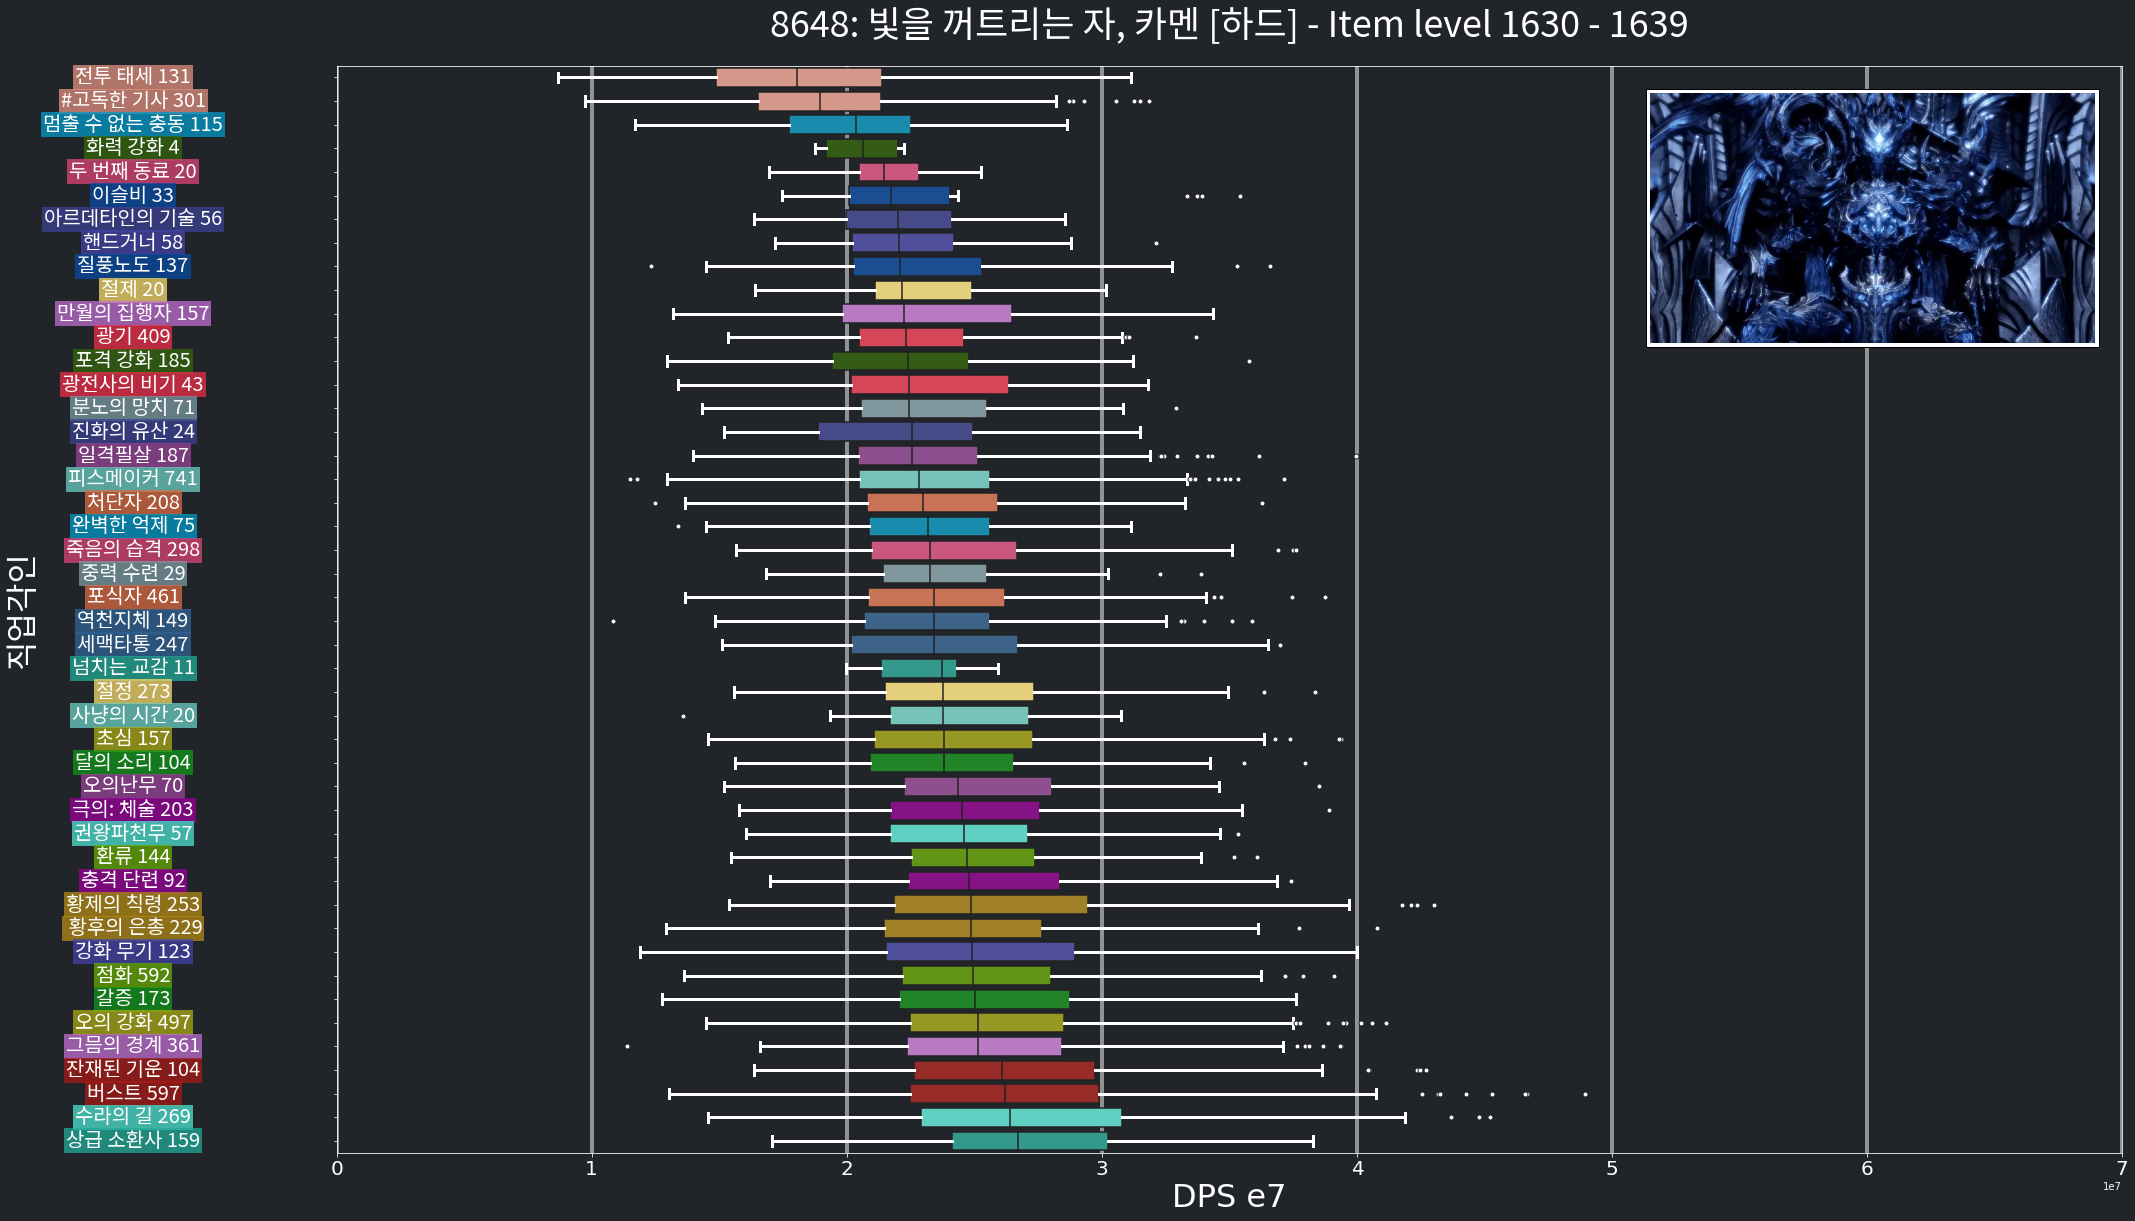 8648: 빛을 꺼트리는 자, 카멘 [하드] - Item level 1630 - 1639
직업각인
전투 태세 131
#고독한 기사 301
멈출 수 없는 충동 115
화력 강화 4
두 번째 동료 20
이슬비 33
아르데타인의 기술 56
핸드거너 58
질풍노도 137
절제 20
만월의 집행자 157
광기 409
포격 강화 185
광전사의 비기 43
분노의 망치 71
진화의 유산 24
일격필살 187
피스메이커 741
처단자 208
완벽한 억제 75
죽음의 습격 298
중력 수련 29
포식자 461
역천지체 149
세맥타통 247
넘치는 교감 11
절정 273
사냥의 시간 20
초심 157
달의 소리 104
오의난무 70
극의: 체술 203
권왕파천무 57
환류 144
충격 단련 92
황제의 칙령 253
황후의 은총 229
강화 무기 123
점화 592
갈증 173
오의 강화 497
그믐의 경계 361
잔재된 기운 104
버스트 597
수라의 길 269
상급 소환사 159
0 1 2 3 4 5 6 7
1e7
DPS e7